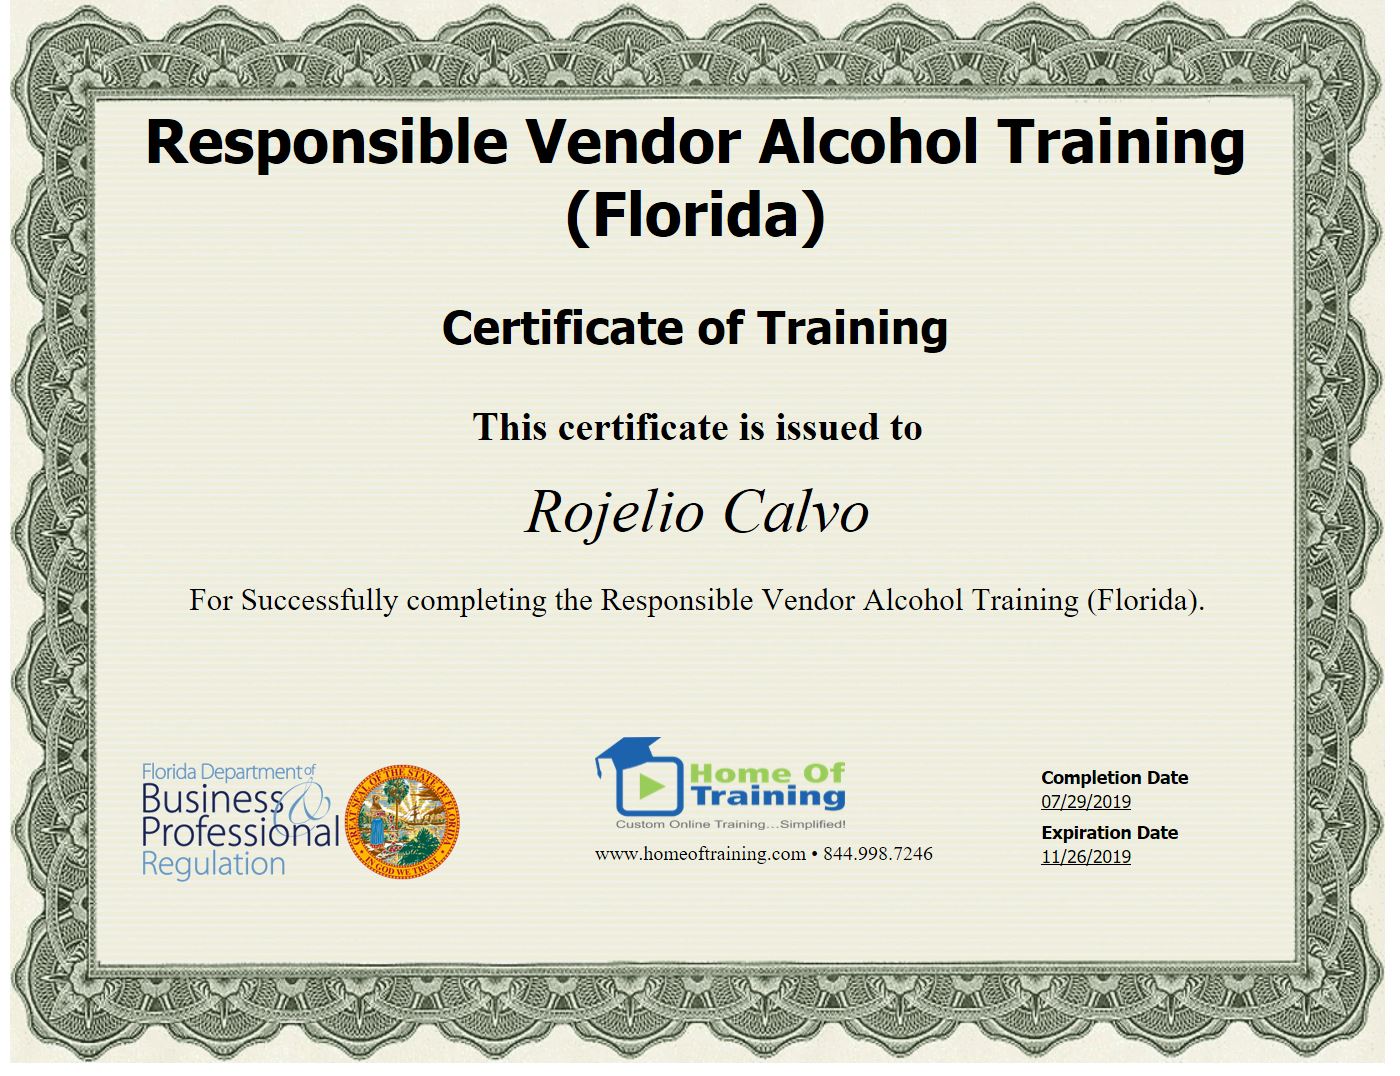 Responsible Vendor Alcohol Training
(Florida)
Certificate of Training
This certificate is issued to
Rojelio Calvo
For Successfully completing the Responsible Vendor Alcohol Training (Florida).
Florida Department of
Business &
Professional
Regulation
GREAT SEAL OF THE STATE OF FLORIDA
IN GOD WE TRUST
Home Of
Training
Custom Online Training...Simplified!
www.homeoftraining.com • 844.998.7246
Completion Date
07/29/2019
Expiration Date
11/26/2019